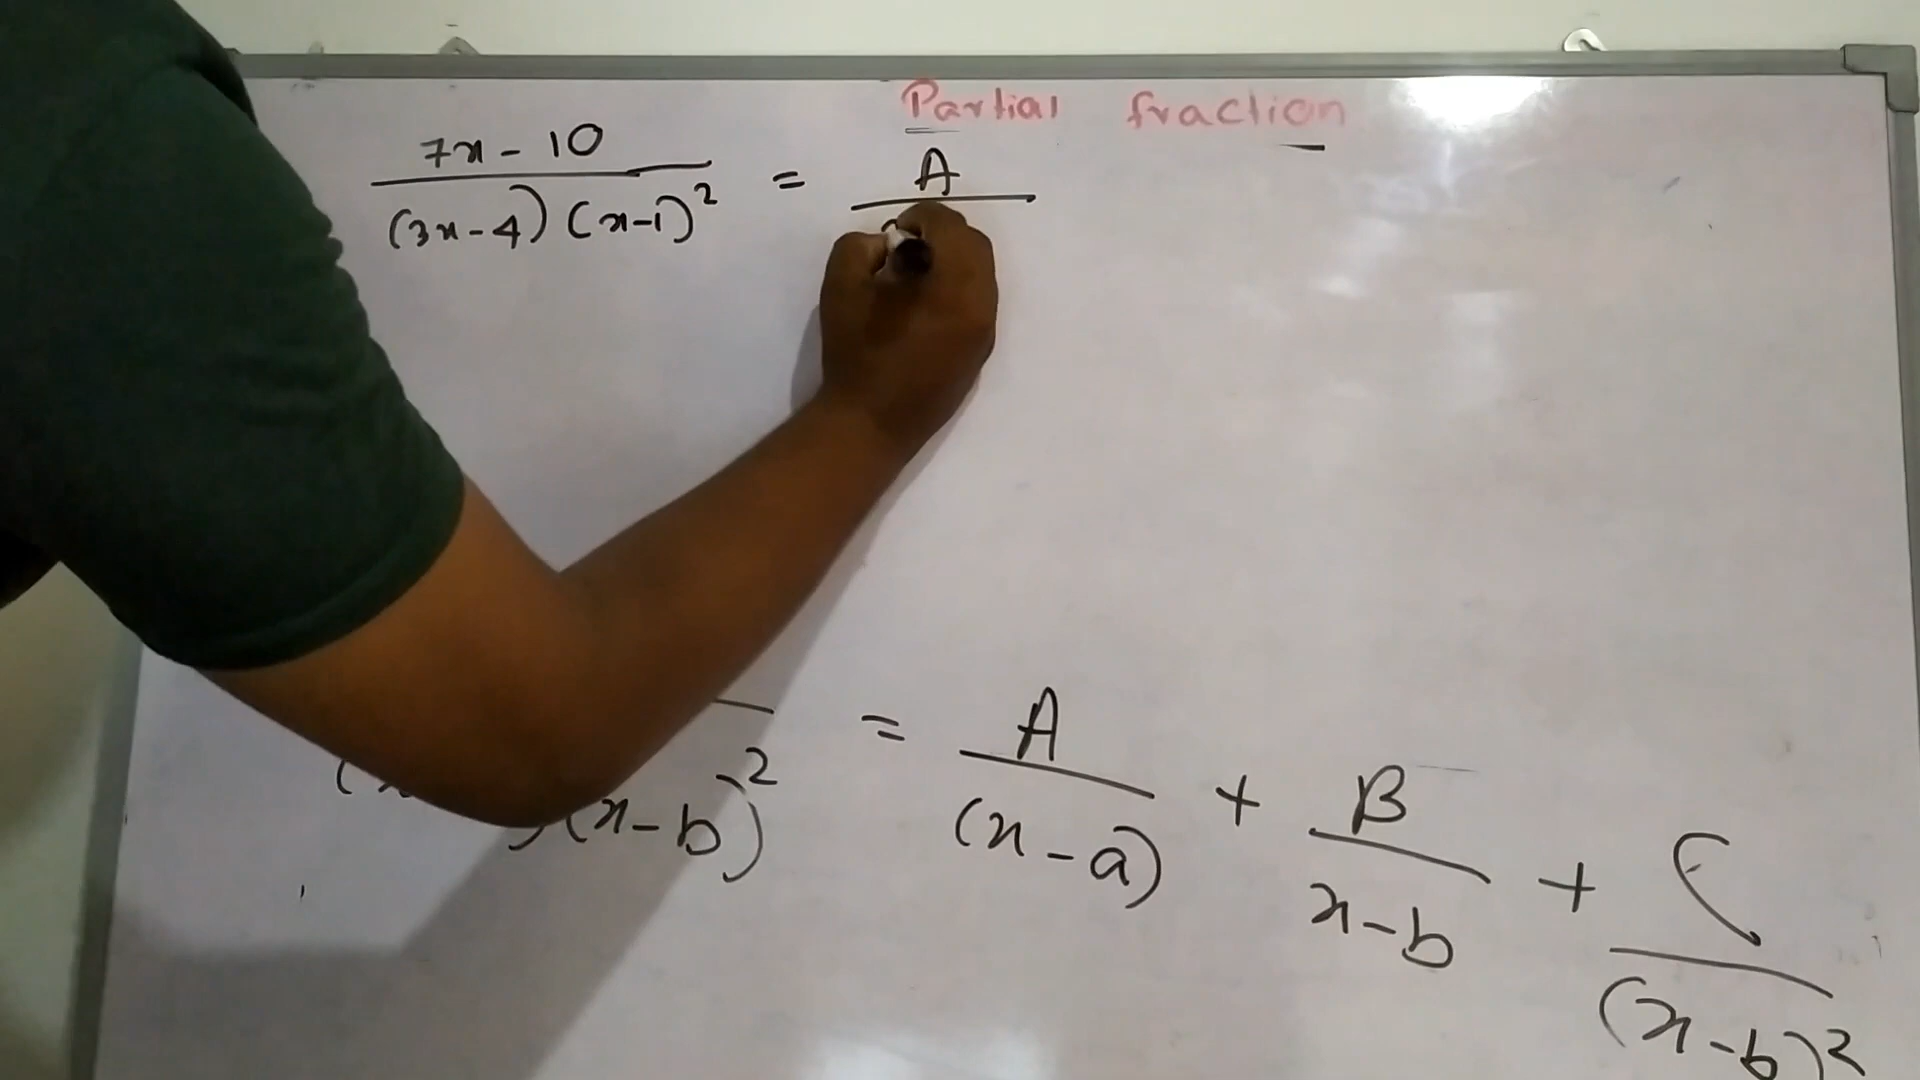 Partial fraction
7x - 10 / (3x - 4) (x - 1)² = A /
(x - b)² = A / (x - a) + B / x - b + C / (x - b)²